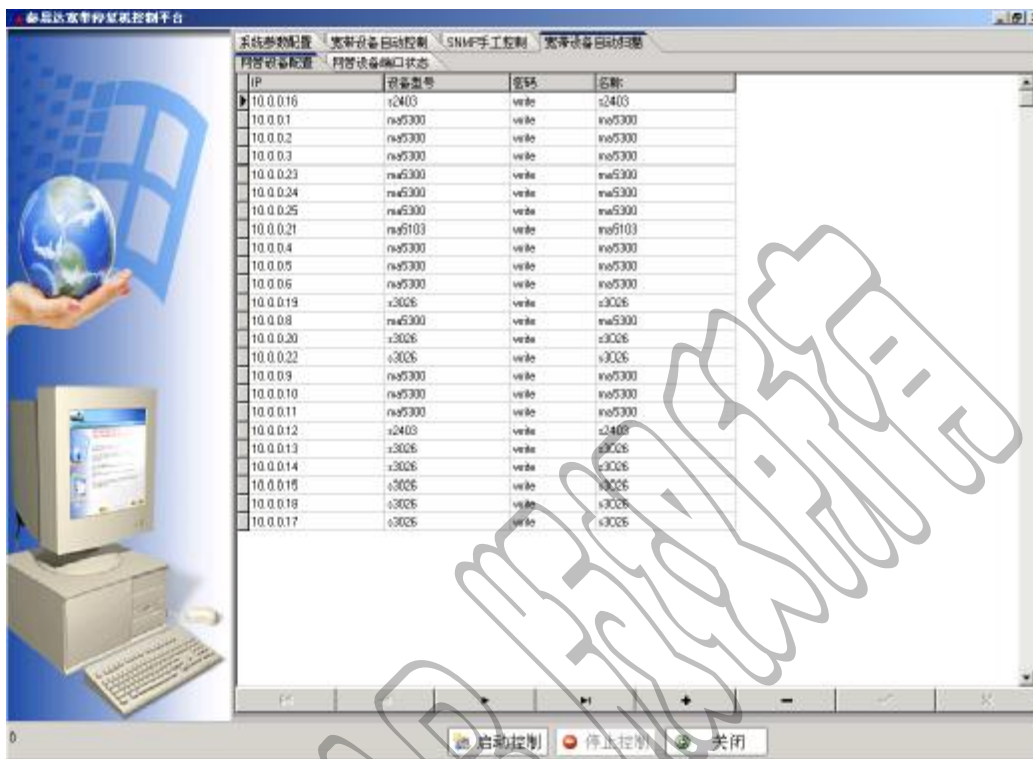 泰易达宽带停复机控制平台
系统参数配置 宽带设备自动控制 SNMP手工控制 宽带设备自动扫描
网管设备配置 网管设备端口状态
IP 设备型号 密码 名称
10.0.0.16 s2403 write s2403
10.0.0.1 ma5300 write ma5300
10.0.0.2 ma5300 write ma5300
10.0.0.3 ma5300 write ma5300
10.0.0.23 ma5300 write ma5300
10.0.0.24 ma5300 write ma5300
10.0.0.25 ma5300 write ma5300
10.0.0.21 ma5103 write ma5103
10.0.0.4 ma5300 write ma5300
10.0.0.5 ma5300 write ma5300
10.0.0.6 ma5300 write ma5300
10.0.0.19 s3026 write s3026
10.0.0.8 ma5300 write ma5300
10.0.0.20 s3026 write s3026
10.0.0.22 s3026 write s3026
10.0.0.9 ma5300 write ma5300
10.0.0.10 ma5300 write ma5300
10.0.0.11 ma5300 write ma5300
10.0.0.12 s2403 write s2403
10.0.0.13 s3026 write s3026
10.0.0.14 s3026 write s3026
10.0.0.15 s3026 write s3026
10.0.0.18 s3026 write s3026
10.0.0.17 s3026 write s3026
0 启动控制 停止控制 关闭